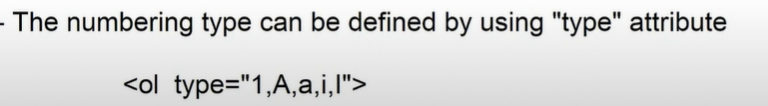 - The numbering type can be defined by using "type" attribute
<ol type="1,A,a,i,I">